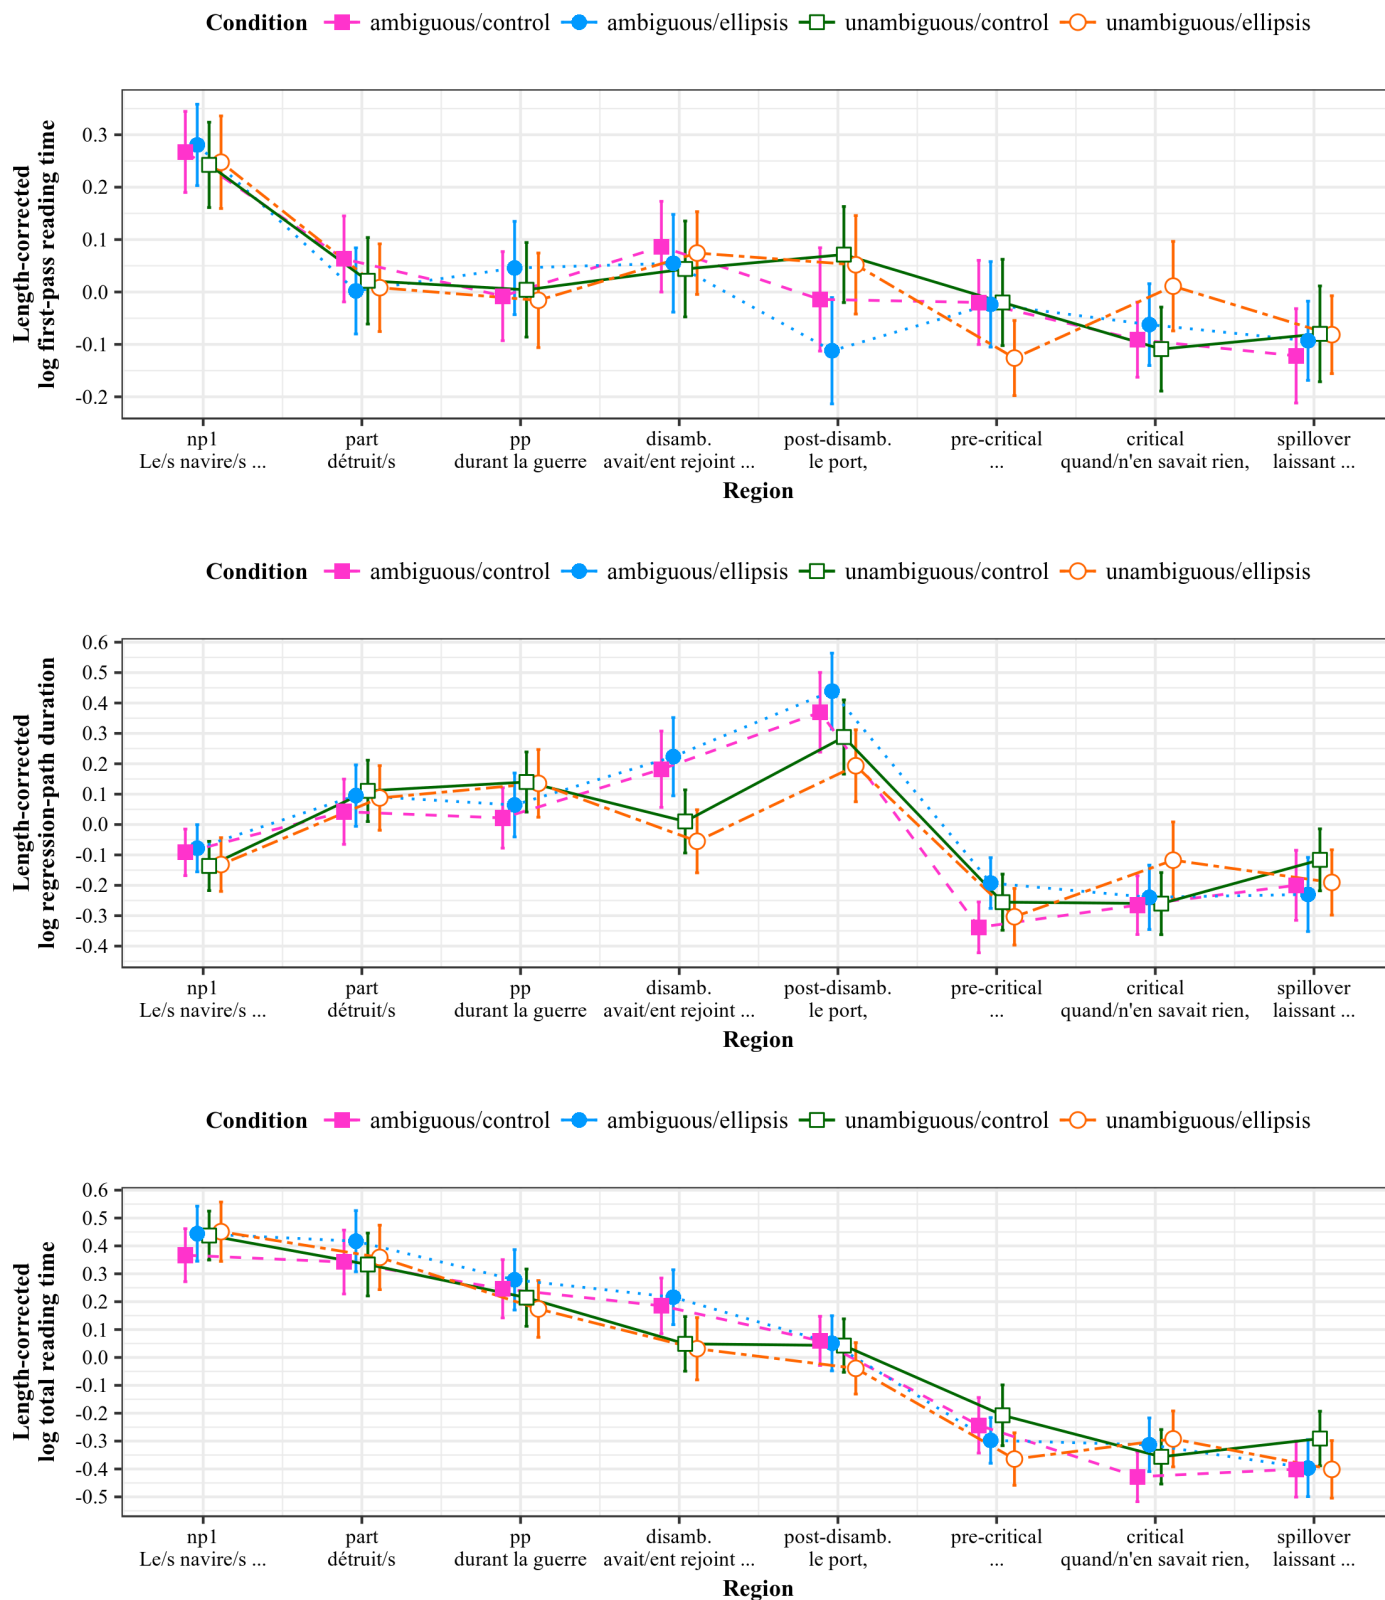 Condition ambiguous/control ambiguous/ellipsis unambiguous/control unambiguous/ellipsis
Length-corrected
log first-pass reading time
0.3
0.2
0.1
0.0
-0.1
-0.2
np1 part pp disamb. post-disamb. pre-critical critical spillover
Le/s navire/s ... détruit/s durant la guerre avait/ent rejoint ... le port, ... quand/n'en savait rien, laissant ...
Region
Condition ambiguous/control ambiguous/ellipsis unambiguous/control unambiguous/ellipsis
Length-corrected
log regression-path duration
0.6
0.5
0.4
0.3
0.2
0.1
0.0
-0.1
-0.2
-0.3
-0.4
np1 part pp disamb. post-disamb. pre-critical critical spillover
Le/s navire/s ... détruit/s durant la guerre avait/ent rejoint ... le port, ... quand/n'en savait rien, laissant ...
Region
Condition ambiguous/control ambiguous/ellipsis unambiguous/control unambiguous/ellipsis
Length-corrected
log total reading time
0.6
0.5
0.4
0.3
0.2
0.1
0.0
-0.1
-0.2
-0.3
-0.4
-0.5
np1 part pp disamb. post-disamb. pre-critical critical spillover
Le/s navire/s ... détruit/s durant la guerre avait/ent rejoint ... le port, ... quand/n'en savait rien, laissant ...
Region